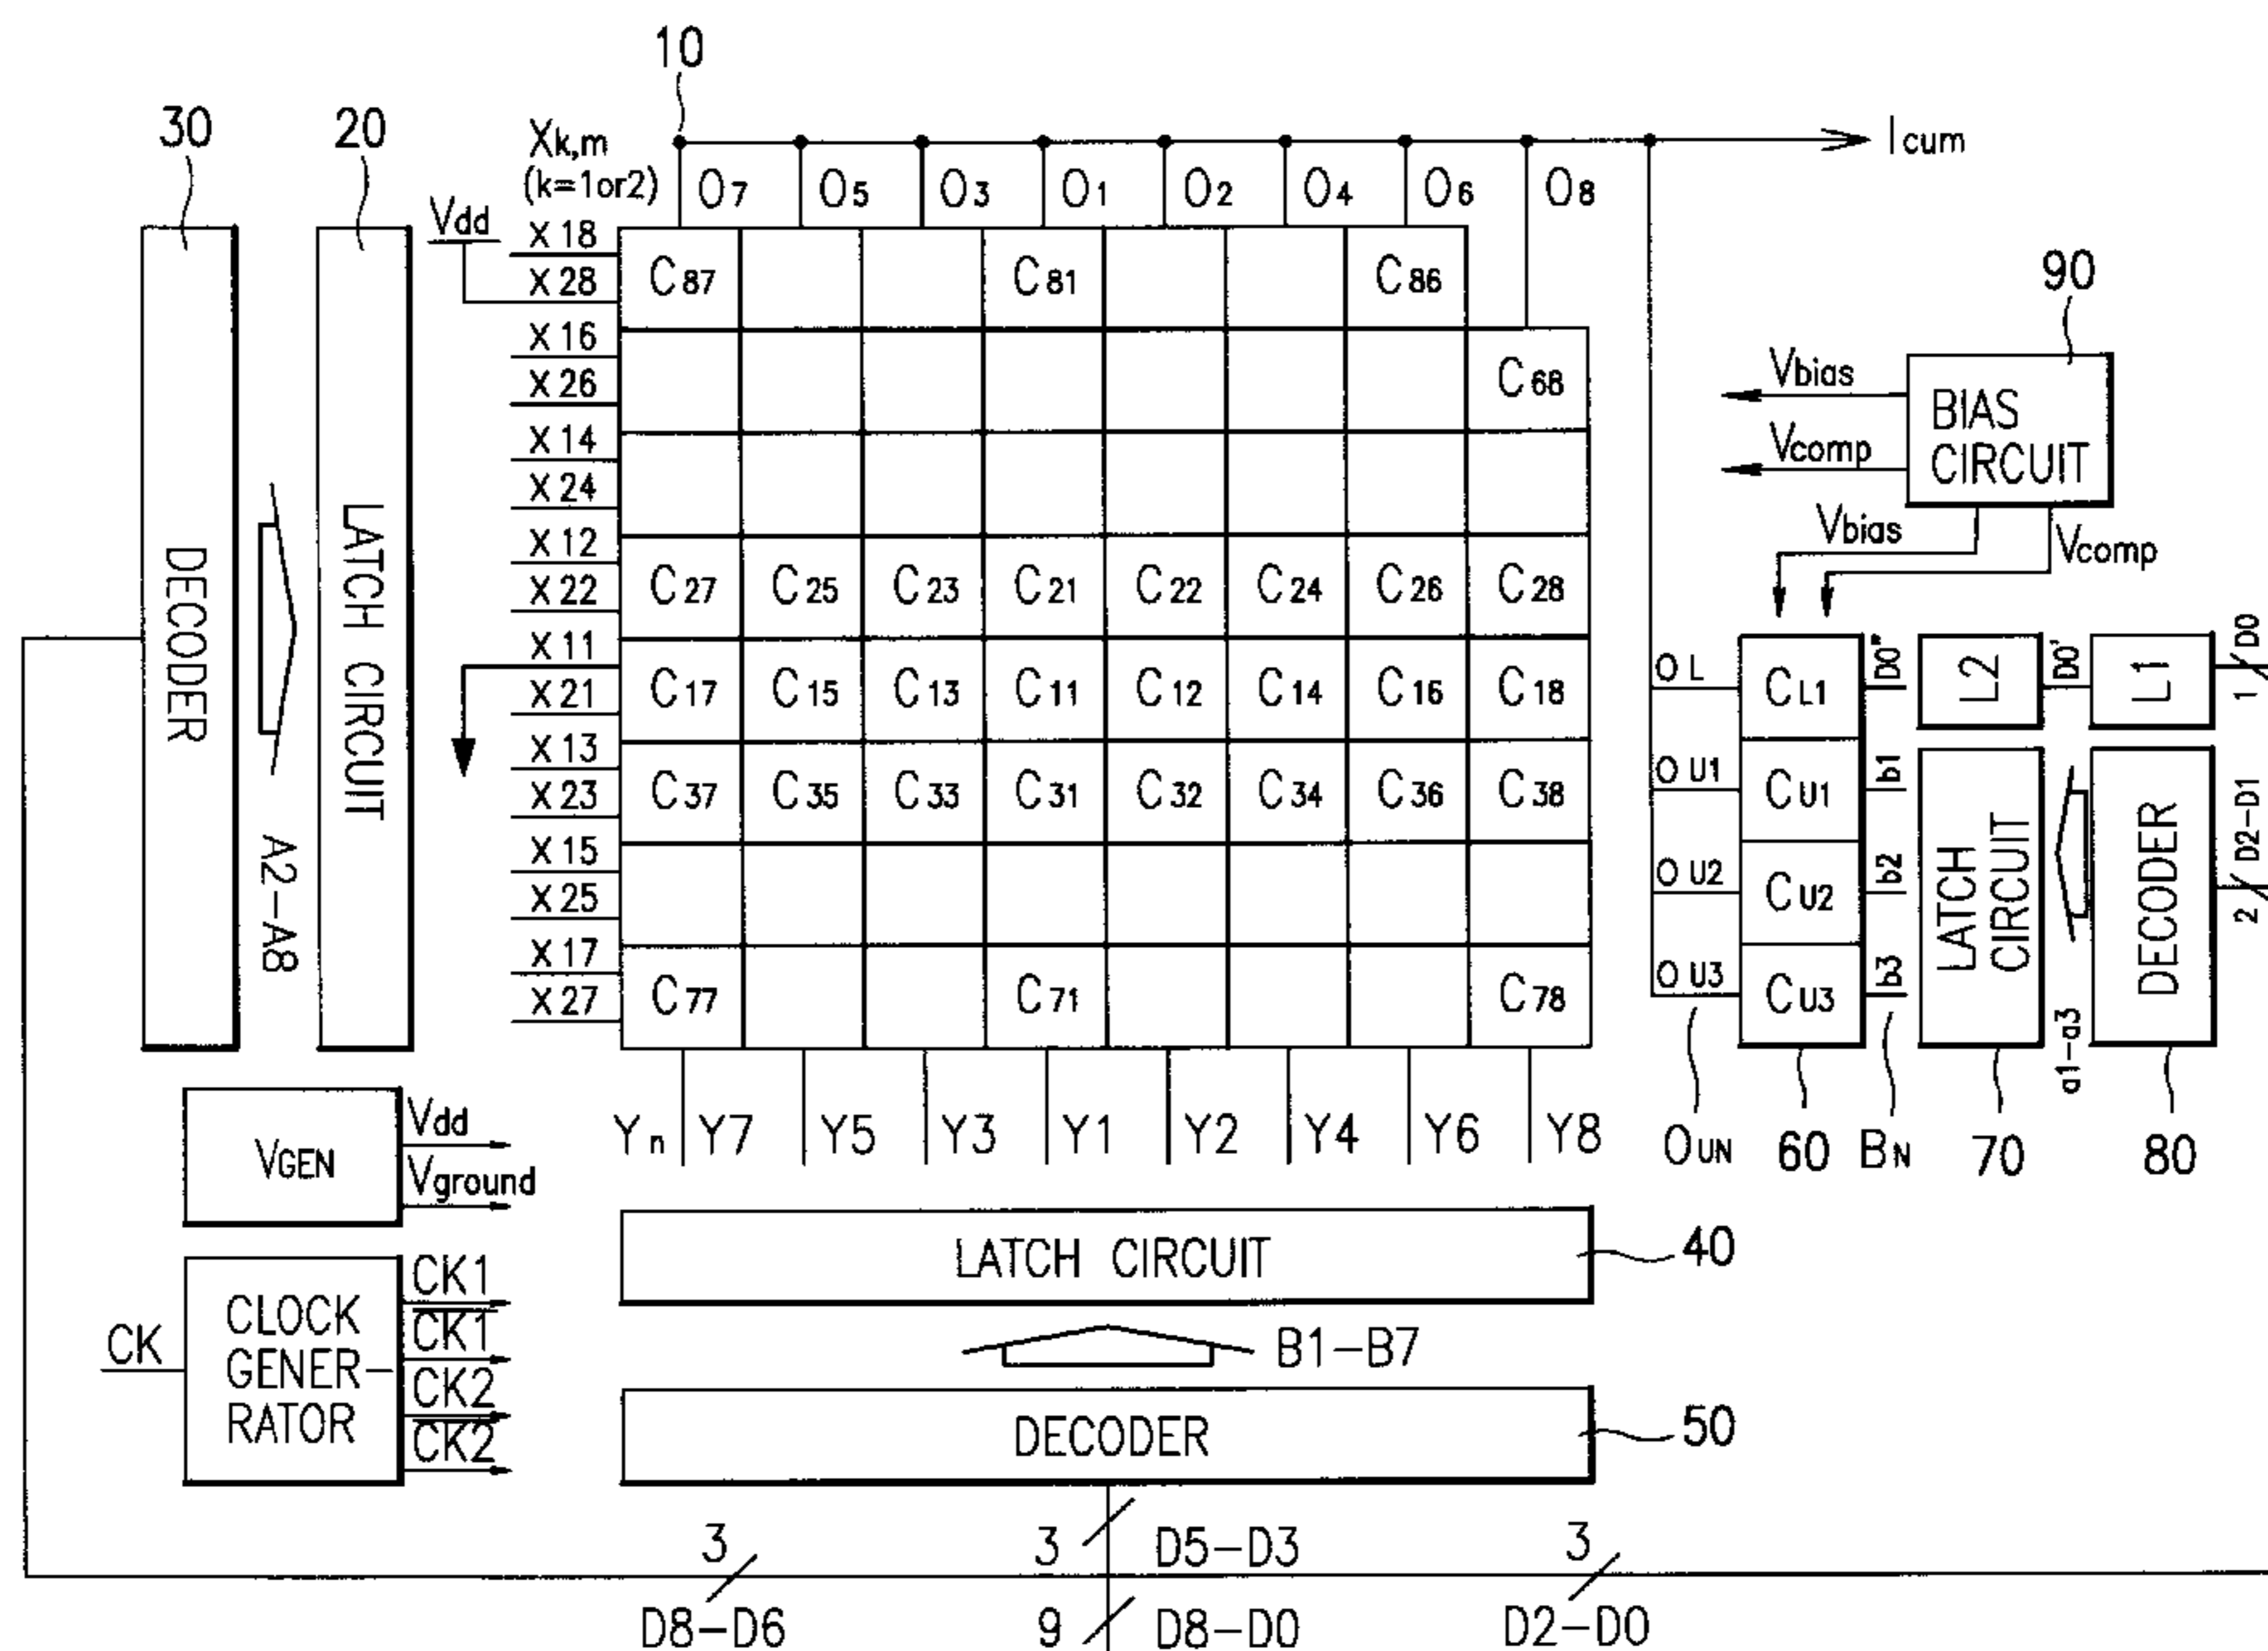 10
30
20
Xk,m
(k=1or2)
O7 O5 O3 O1 O2 O4 O6 O8
Icum
Vdd
X18
X28
C87 C81 C86
X16
X26
C68
X14
X24
X12
X22
C27 C25 C23 C21 C22 C24 C26 C28
X11
X21
C17 C15 C13 C11 C12 C14 C16 C18
X13
X23
C37 C35 C33 C31 C32 C34 C36 C38
X15
X25
X17
X27
C77 C71 C78
DECODER
A2-A8
LATCH CIRCUIT
90
BIAS
CIRCUIT
Vbias
Vcomp
Vbias
Vcomp
OL
CL1
D0"
L2
D0'
L1
1
D0
OU1
CU1
b1
OU2
CU2
b2
OU3
CU3
b3
LATCH
CIRCUIT
a1-a3
DECODER
2
D2-D1
OUN
60
BN
70
80
Yn Y7 Y5 Y3 Y1 Y2 Y4 Y6 Y8
VGEN
Vdd
Vground
LATCH CIRCUIT
40
CK
CLOCK
GENER-
RATOR
CK1
C̅K̅1̅
CK2
C̅K̅2̅
B1-B7
DECODER
50
3
D8-D6
3
D5-D3
3
D2-D0
9
D8-D0